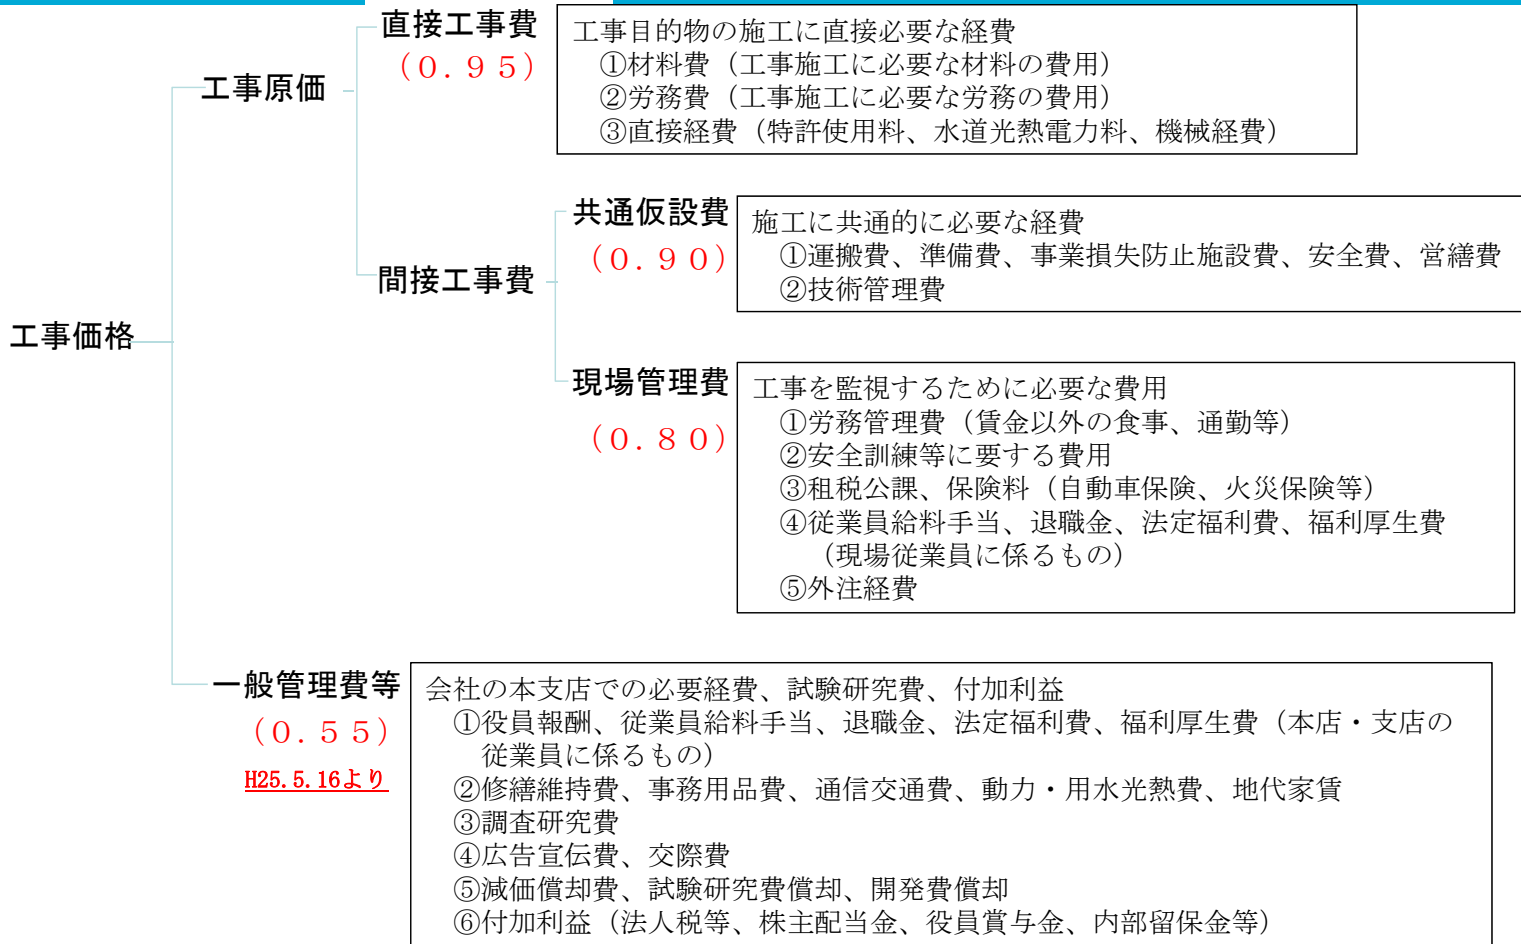 直接工事費
（０.９５）
工事目的物の施工に直接必要な経費
①材料費（工事施工に必要な材料の費用）
②労務費（工事施工に必要な労務の費用）
③直接経費（特許使用料、水道光熱電力料、機械経費）
工事原価
共通仮設費
（０.９０）
施工に共通的に必要な経費
①運搬費、準備費、事業損失防止施設費、安全費、営繕費
②技術管理費
間接工事費
工事価格
現場管理費
（０.８０）
工事を監視するために必要な費用
①労務管理費（賃金以外の食事、通勤等）
②安全訓練等に要する費用
③租税公課、保険料（自動車保険、火災保険等）
④従業員給料手当、退職金、法定福利費、福利厚生費
（現場従業員に係るもの）
⑤外注経費
一般管理費等
（０.５５）
H25.5.16より
会社の本支店での必要経費、試験研究費、付加利益
①役員報酬、従業員給料手当、退職金、法定福利費、福利厚生費（本店・支店の
従業員に係るもの）
②修繕維持費、事務用品費、通信交通費、動力・用水光熱費、地代家賃
③調査研究費
④広告宣伝費、交際費
⑤減価償却費、試験研究費償却、開発費償却
⑥付加利益（法人税等、株主配当金、役員賞与金、内部留保金等）